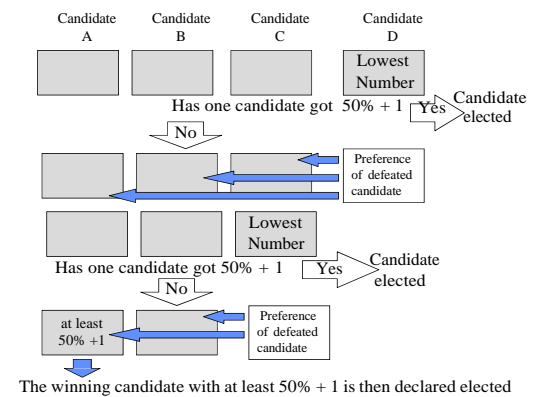 Candidate Candidate Candidate Candidate
A B C D
Lowest
Number
Has one candidate got 50% + 1 Yes Candidate
elected
No
Preference
of defeated
candidate
Lowest
Number
Has one candidate got 50% + 1 Yes Candidate
elected
No
at least
50% +1
Preference
of defeated
candidate
The winning candidate with at least 50% + 1 is then declared elected